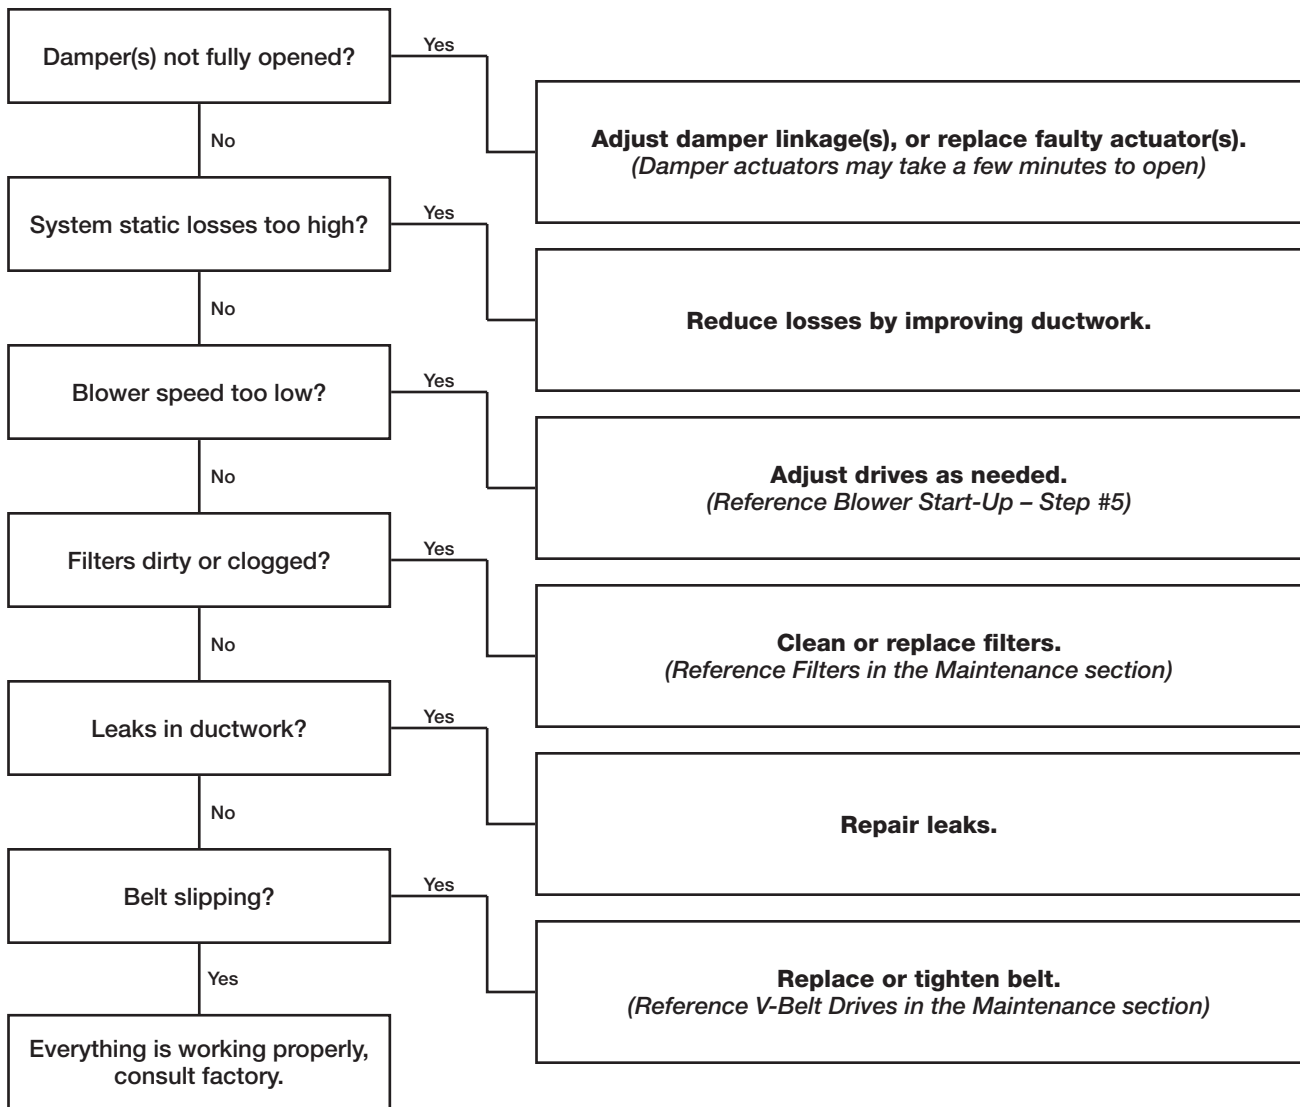 Damper(s) not fully opened?
Yes
Adjust damper linkage(s), or replace faulty actuator(s).
(Damper actuators may take a few minutes to open)
No
System static losses too high?
Yes
Reduce losses by improving ductwork.
No
Blower speed too low?
Yes
Adjust drives as needed.
(Reference Blower Start-Up – Step #5)
No
Filters dirty or clogged?
Yes
Clean or replace filters.
(Reference Filters in the Maintenance section)
No
Leaks in ductwork?
Yes
Repair leaks.
No
Belt slipping?
Yes
Replace or tighten belt.
(Reference V-Belt Drives in the Maintenance section)
Yes
Everything is working properly,
consult factory.